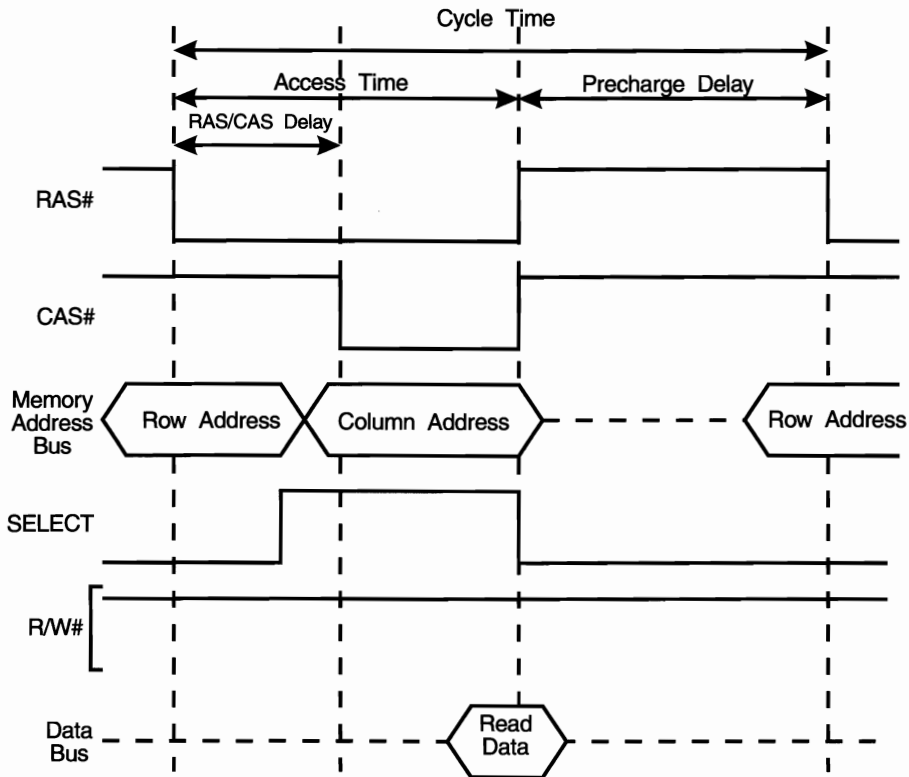 Cycle Time
Access Time
Precharge Delay
RAS/CAS Delay
RAS#
CAS#
Memory
Address
Bus
Row Address
Column Address
Row Address
SELECT
R/W#
Data
Bus
Read
Data